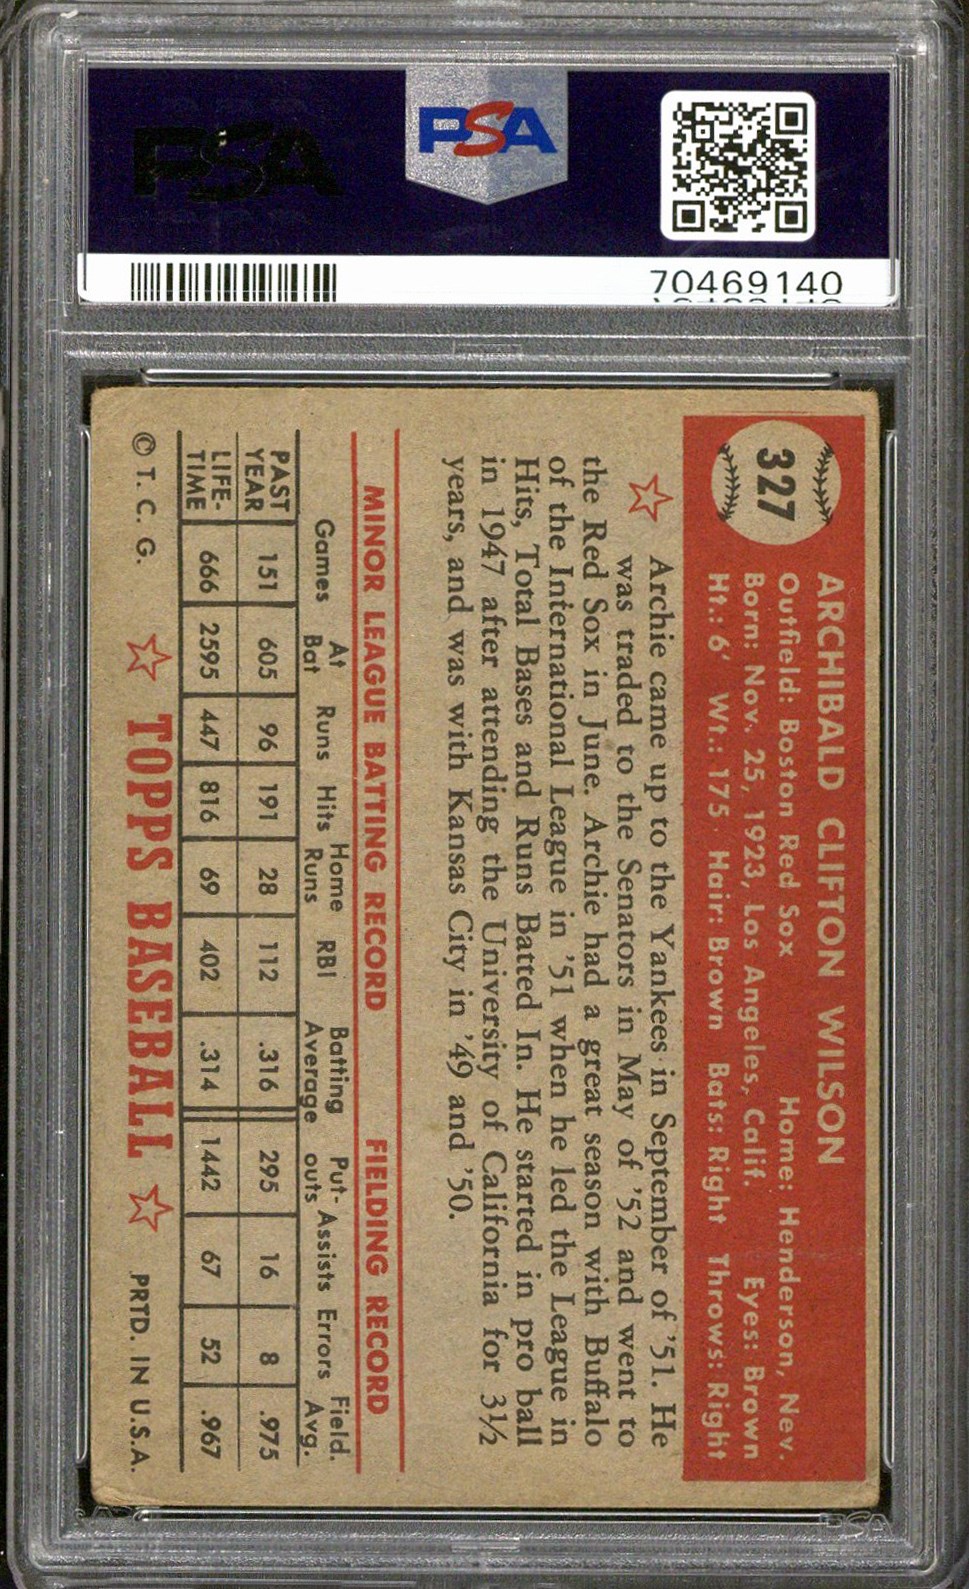 PSA
PSA
70469140
327
ARCHIBALD CLIFTON WILSON
Outfield: Boston Red Sox Home: Henderson, Nev.
Born: Nov. 25, 1923, Los Angeles, Calif. Eyes: Brown
Ht.: 6' Wt.: 175 Hair: Brown Bats: Right Throws: Right
Archie came up to the Yankees in September of '51. He
was traded to the Senators in May of '52 and went to
the Red Sox in June. Archie had a great season with Buffalo
of the International League in '51 when he led the League in
Hits, Total Bases and Runs Batted In. He started in pro ball
in 1947 after attending the University of California for 3½
years, and was with Kansas City in '49 and '50.
MINOR LEAGUE BATTING RECORD FIELDING RECORD
Games At Bat Runs Hits Home Runs RBI Batting Average Put-outs Assists Errors Field. Avg.
PAST YEAR 151 605 96 191 28 112 .316 295 16 8 .975
LIFE-TIME 666 2595 447 816 69 402 .314 1442 67 52 .967
© T. C. G. TOPPS BASEBALL PRTD. IN U.S.A.